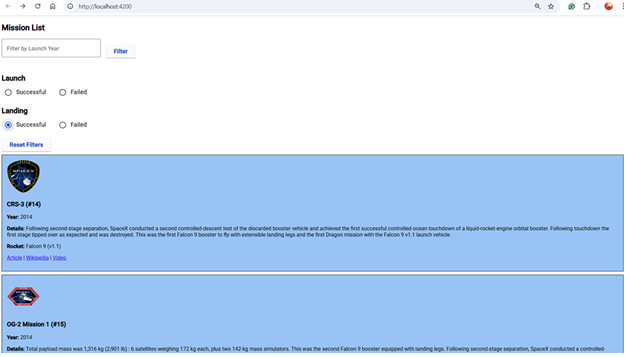 http://localhost:4200
Mission List
Filter by Launch Year
Filter
Launch
Successful Failed
Landing
Successful Failed
Reset Filters
SPACEX
CRS-3 (#14)
Year: 2014
Details: Following second-stage separation, SpaceX conducted a second controlled-descent test of the discarded booster vehicle and achieved the first successful controlled ocean touchdown of a liquid-rocket-engine orbital booster. Following touchdown the
first stage tipped over as expected and was destroyed. This was the first Falcon 9 booster to fly with extensible landing legs and the first Dragon mission with the Falcon 9 v1.1 launch vehicle.
Rocket: Falcon 9 (v1.1)
Article | Wikipedia | Video
OG-2 Mission 1 (#15)
Year: 2014
Details: Total payload mass was 1,316 kg (2,901 lb) : 6 satellites weighing 172 kg each, plus two 142-kg mass simulators. This was the second Falcon 9 booster equipped with landing legs. Following second-stage separation, SpaceX conducted a controlled-